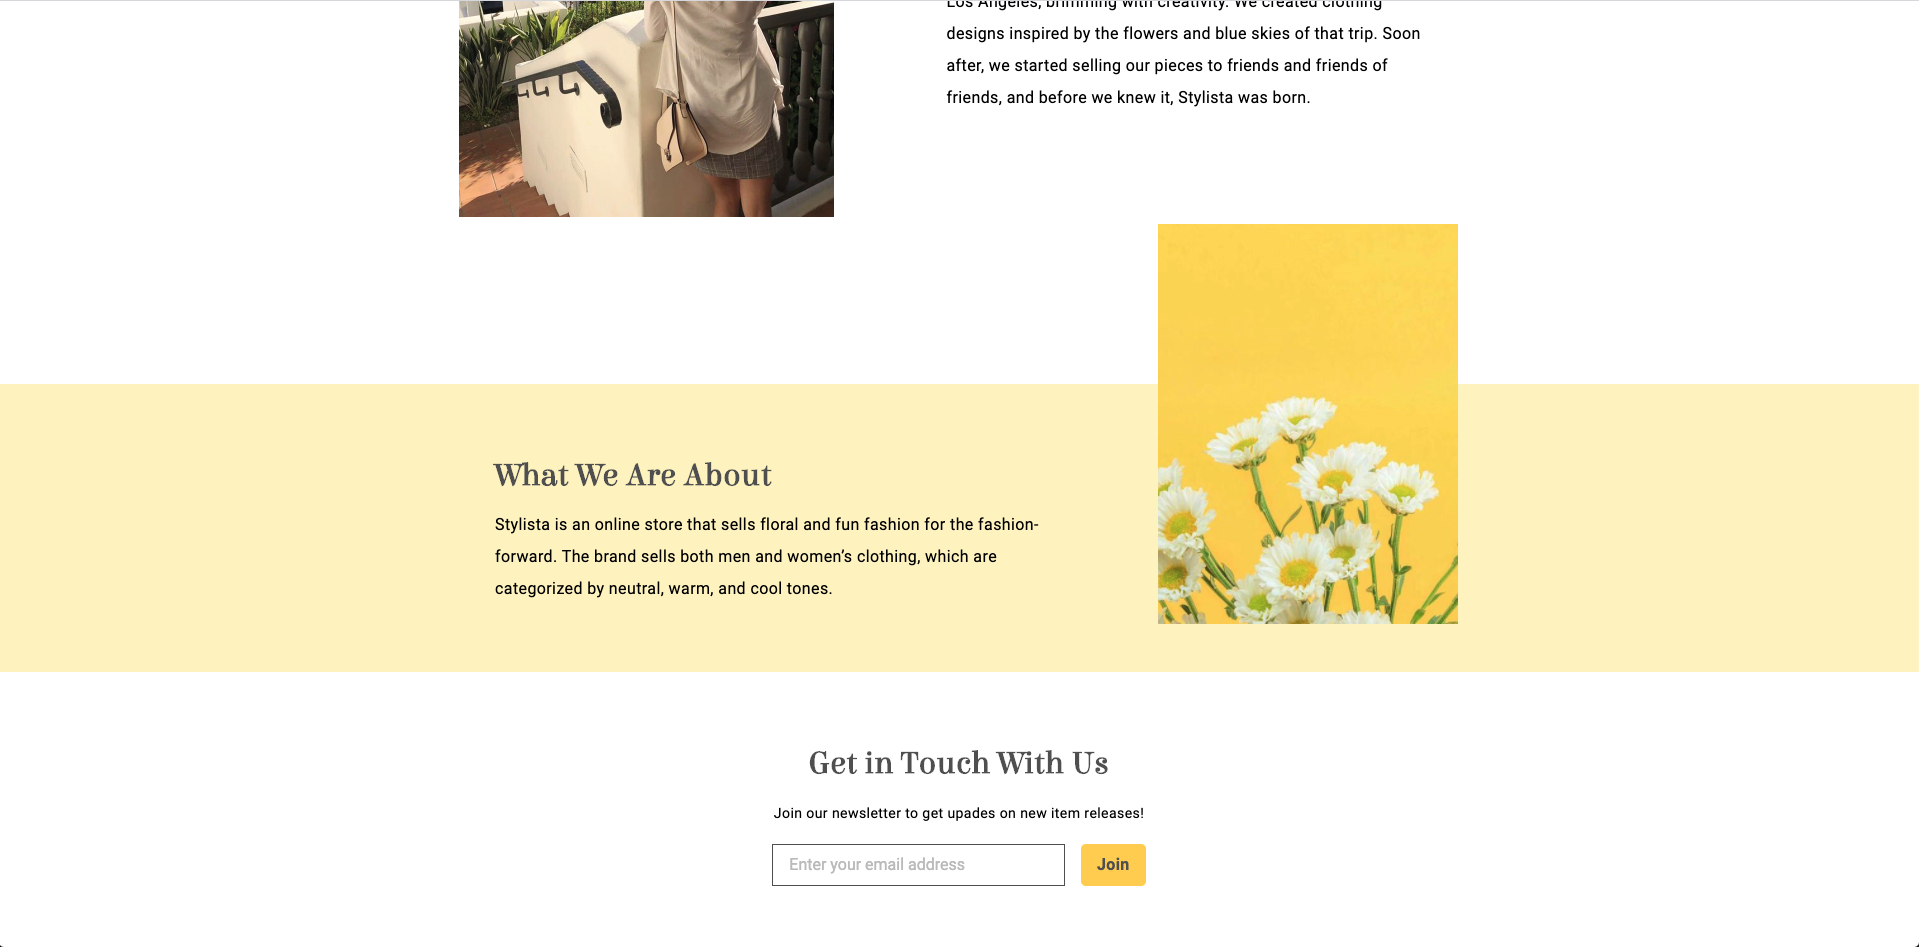 Los Angeles, brimming with creativity. We created clothing
designs inspired by the flowers and blue skies of that trip. Soon
after, we started selling our pieces to friends and friends of
friends, and before we knew it, Stylista was born.
What We Are About
Stylista is an online store that sells floral and fun fashion for the fashion-
forward. The brand sells both men and women’s clothing, which are
categorized by neutral, warm, and cool tones.
Get in Touch With Us
Join our newsletter to get upades on new item releases!
Enter your email address
Join